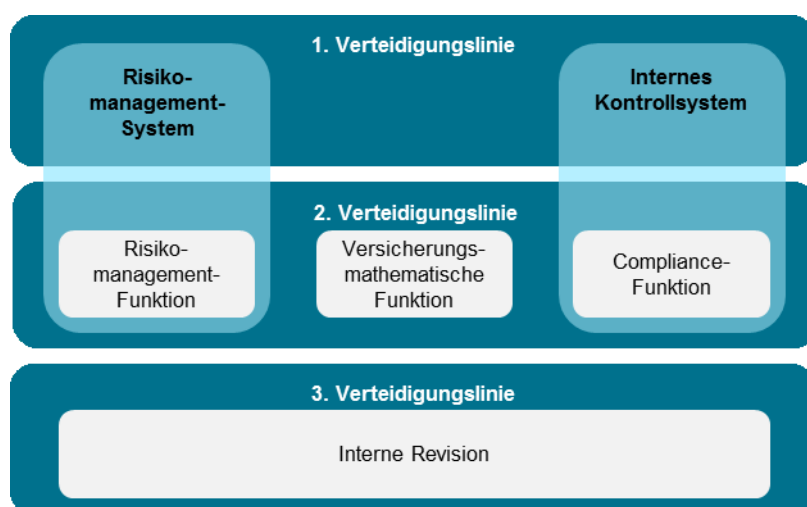 1. Verteidigungslinie
Risiko-
management-
System
Internes
Kontrollsystem
2. Verteidigungslinie
Risiko-
management-
Funktion
Versicherungs-
mathematische
Funktion
Compliance-
Funktion
3. Verteidigungslinie
Interne Revision